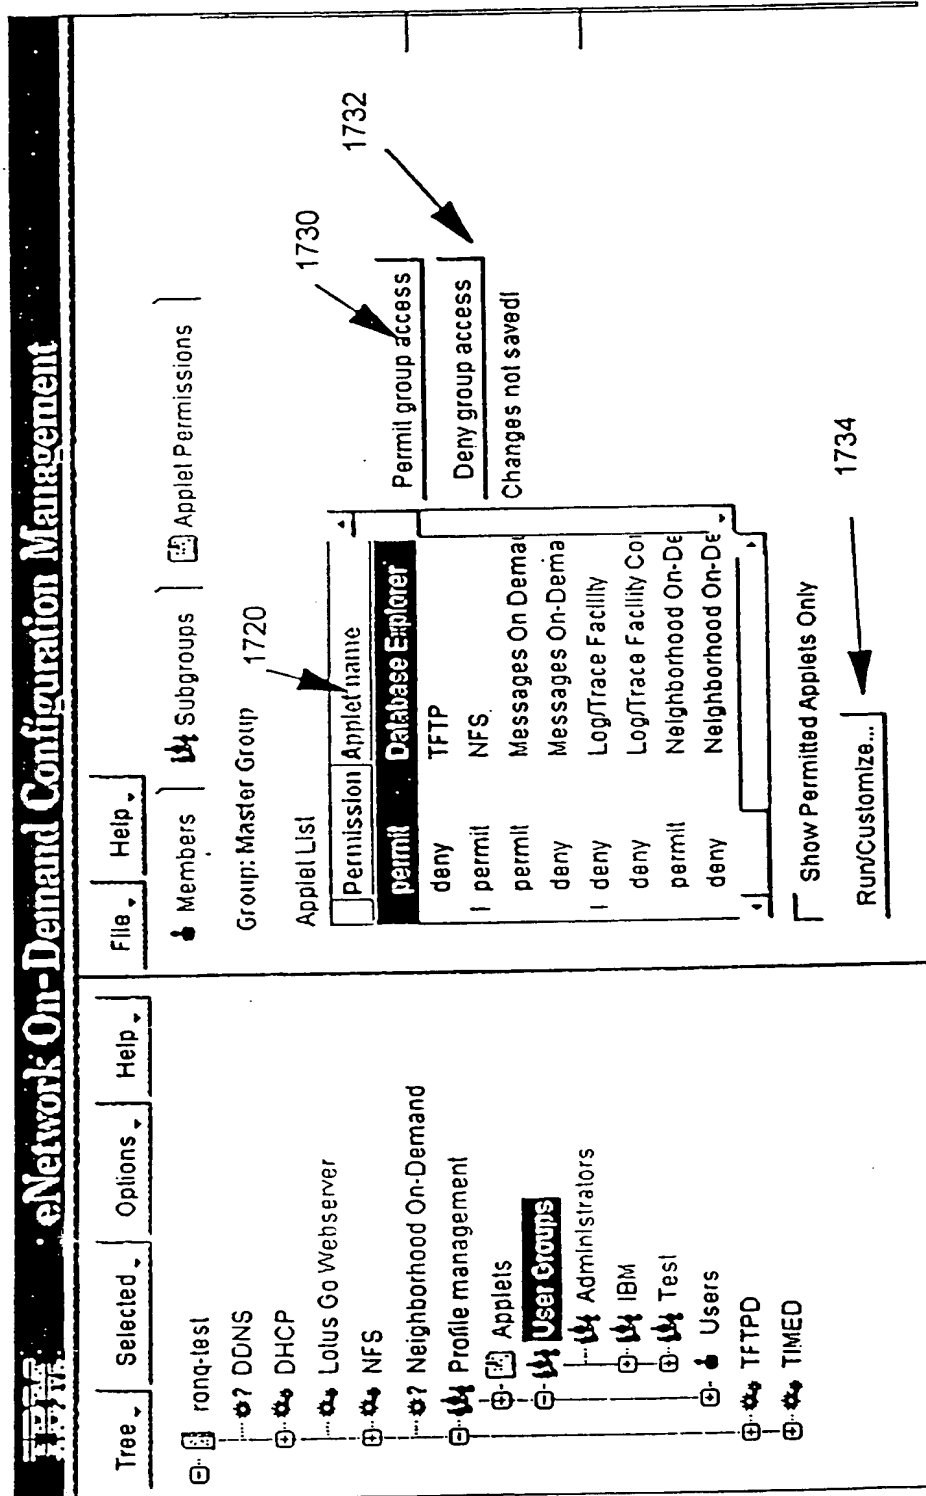 IBM eNetwork On-Demand Configuration Management
Tree Selected Options Help
ronq-test
? DDNS
DHCP
Lotus Go Webserver
NFS
? Neighborhood On-Demand
Profile management
Applets
User Groups
Administrators
IBM
Test
Users
TFTPD
TIMED
File Help
Members Subgroups Applet Permissions
Group: Master Group
Applet List
1720
Permission Applet name
permit Database Explorer
deny TFTP
permit NFS
permit Messages On Demau
deny Messages On-Dema
deny Log/Trace Facility
deny Log/Trace Facility Coi
permit Neighborhood On-De
deny Neighborhood On-De
Permit group access
1730
Deny group access
1732
Changes not saved!
Show Permitted Applets Only
Run/Customize...
1734